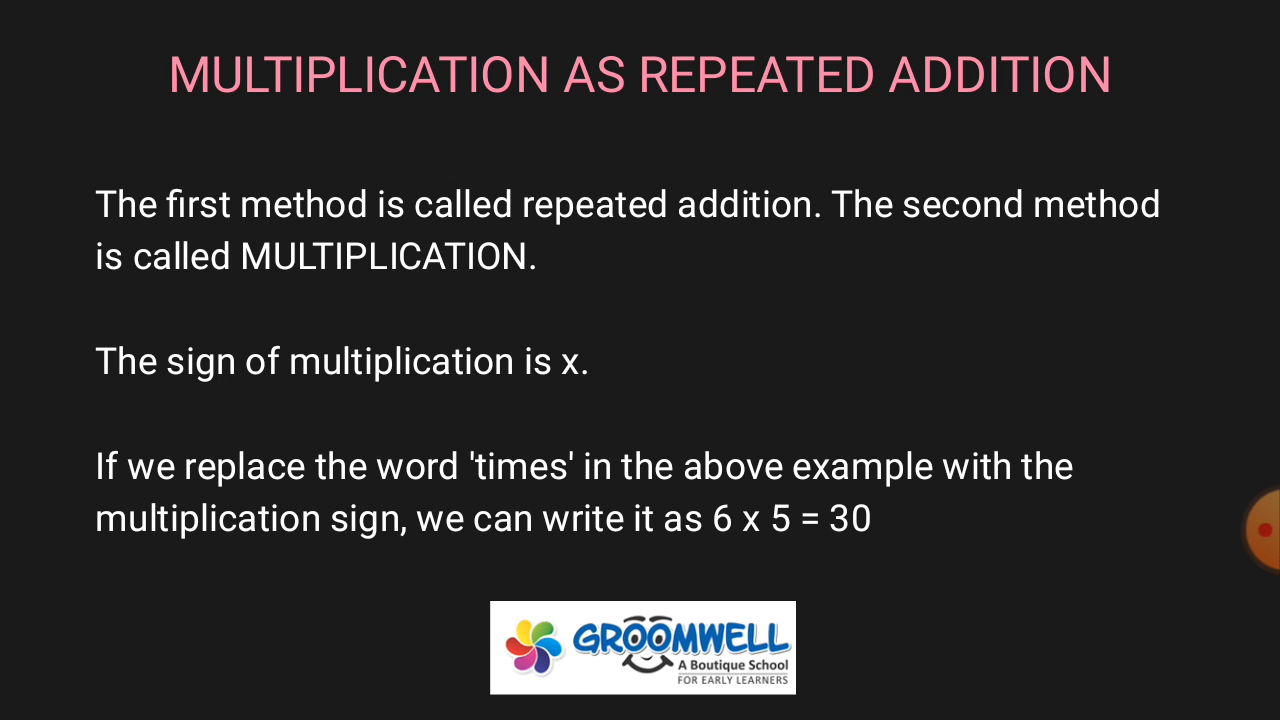 MULTIPLICATION AS REPEATED ADDITION
The first method is called repeated addition. The second method
is called MULTIPLICATION.
The sign of multiplication is x.
If we replace the word 'times' in the above example with the
multiplication sign, we can write it as 6 x 5 = 30
GROOMWELL
A Boutique School
FOR EARLY LEARNERS